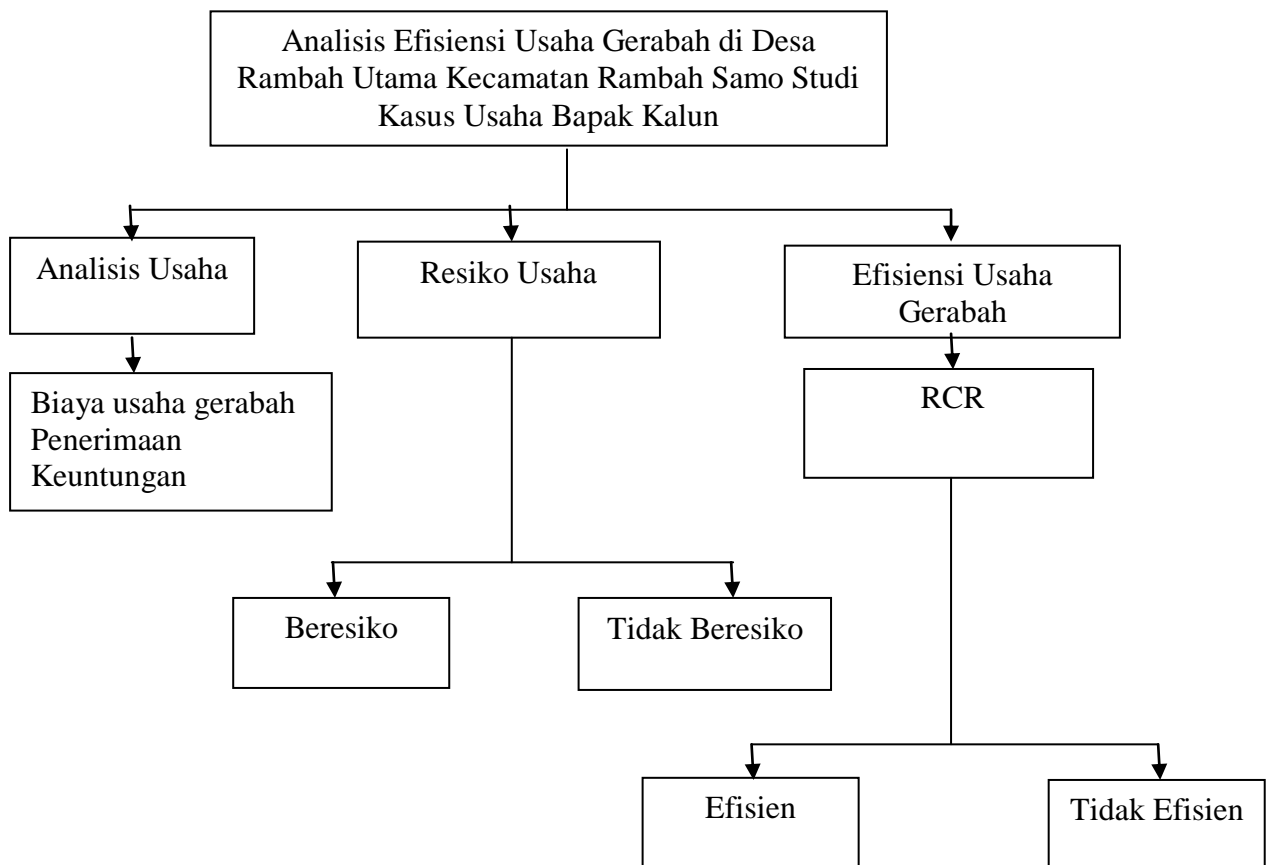 Analisis Efisiensi Usaha Gerabah di Desa
Rambah Utama Kecamatan Rambah Samo Studi
Kasus Usaha Bapak Kalun
Analisis Usaha
Resiko Usaha
Efisiensi Usaha
Gerabah
Biaya usaha gerabah
Penerimaan
Keuntungan
RCR
Beresiko
Tidak Beresiko
Efisien
Tidak Efisien